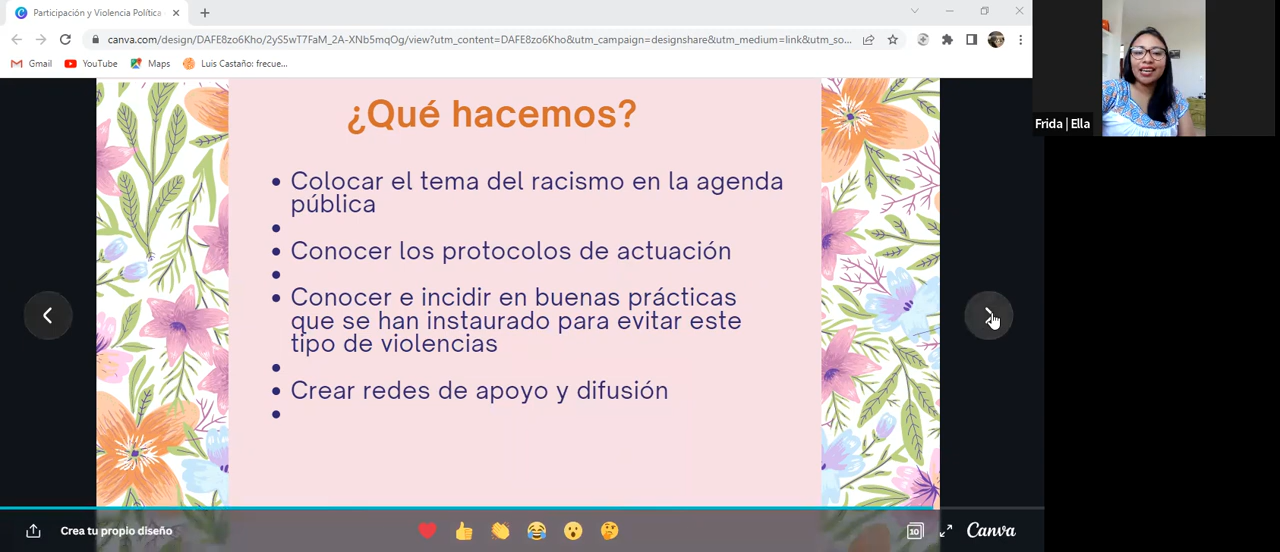 Participación y Violencia Política
canva.com/design/DAFE8zo6Kho/2yS5wT7FaM_2A-XNb5mqOg/view?utm_content=DAFE8zo6Kho&utm_campaign=designshare&utm_medium=link&utm_so...
Gmail
YouTube
Maps
Luis Castaño: frecue...
Frida | Ella
¿Qué hacemos?
• Colocar el tema del racismo en la agenda
pública
•
• Conocer los protocolos de actuación
•
• Conocer e incidir en buenas prácticas
que se han instaurado para evitar este
tipo de violencias
•
• Crear redes de apoyo y difusión
•
Crea tu propio diseño
10
Canva